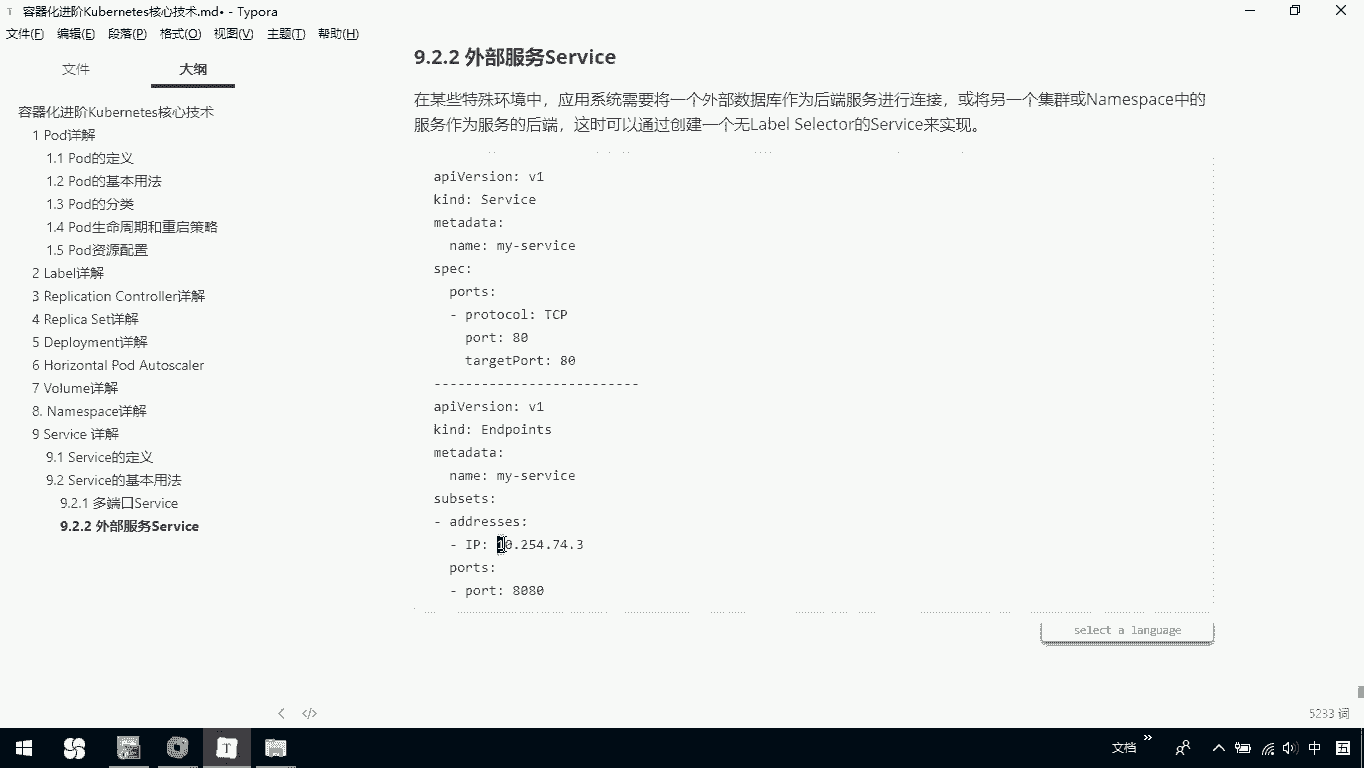 容器化进阶Kubernetes核心技术.md• - Typora
文件(F) 编辑(E) 段落(P) 格式(O) 视图(V) 主题(T) 帮助(H)
文件 大纲
容器化进阶Kubernetes核心技术
1 Pod详解
1.1 Pod的定义
1.2 Pod的基本用法
1.3 Pod的分类
1.4 Pod生命周期和重启策略
1.5 Pod资源配置
2 Label详解
3 Replication Controller详解
4 Replica Set详解
5 Deployment详解
6 Horizontal Pod Autoscaler
7 Volume详解
8. Namespace详解
9 Service 详解
9.1 Service的定义
9.2 Service的基本用法
9.2.1 多端口Service
9.2.2 外部服务Service
9.2.2 外部服务Service
在某些特殊环境中，应用系统需要将一个外部数据库作为后端服务进行连接，或将另一个集群或Namespace中的
服务作为服务的后端，这时可以通过创建一个无Label Selector的Service来实现。
apiVersion: v1
kind: Service
metadata:
  name: my-service
spec:
  ports:
  - protocol: TCP
    port: 80
    targetPort: 80
--------------------------
apiVersion: v1
kind: Endpoints
metadata:
  name: my-service
subsets:
- addresses:
  - IP: 10.254.74.3
  ports:
  - port: 8080
select a language
5233 词
T
文档 »
中
五